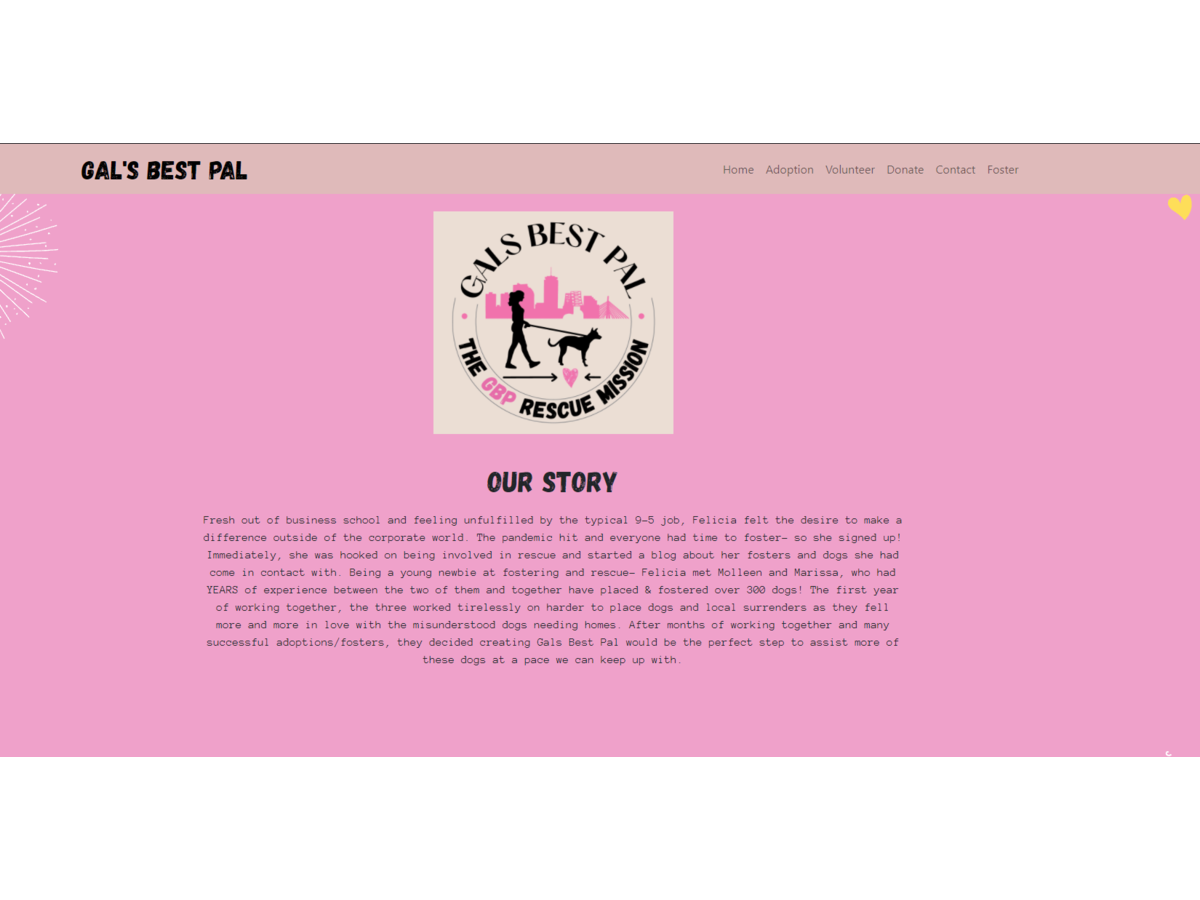 GAL'S BEST PAL
Home Adoption Volunteer Donate Contact Foster
GALS BEST PAL
THE GBP RESCUE MISSION
OUR STORY
Fresh out of business school and feeling unfulfilled by the typical 9-5 job, Felicia felt the desire to make a
difference outside of the corporate world. The pandemic hit and everyone had time to foster- so she signed up!
Immediately, she was hooked on being involved in rescue and started a blog about her fosters and dogs she had
come in contact with. Being a young newbie at fostering and rescue- Felicia met Molleen and Marissa, who had
YEARS of experience between the two of them and together have placed & fostered over 300 dogs! The first year
of working together, the three worked tirelessly on harder to place dogs and local surrenders as they fell
more and more in love with the misunderstood dogs needing homes. After months of working together and many
successful adoptions/fosters, they decided creating Gals Best Pal would be the perfect step to assist more of
these dogs at a pace we can keep up with.